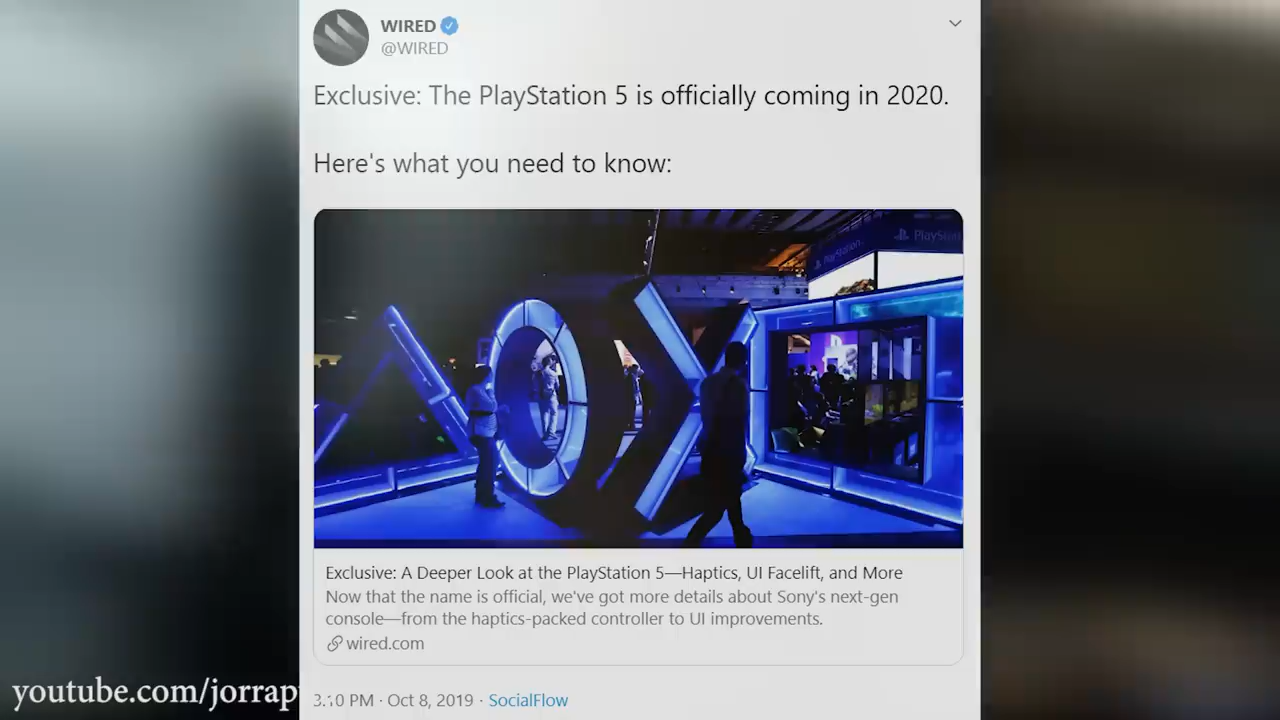 WIRED
@WIRED
Exclusive: The PlayStation 5 is officially coming in 2020.
Here's what you need to know:
PlayStation
Exclusive: A Deeper Look at the PlayStation 5—Haptics, UI Facelift, and More
Now that the name is official, we've got more details about Sony's next-gen
console—from the haptics-packed controller to UI improvements.
wired.com
youtube.com/jorrap
3:10 PM · Oct 8, 2019 · SocialFlow